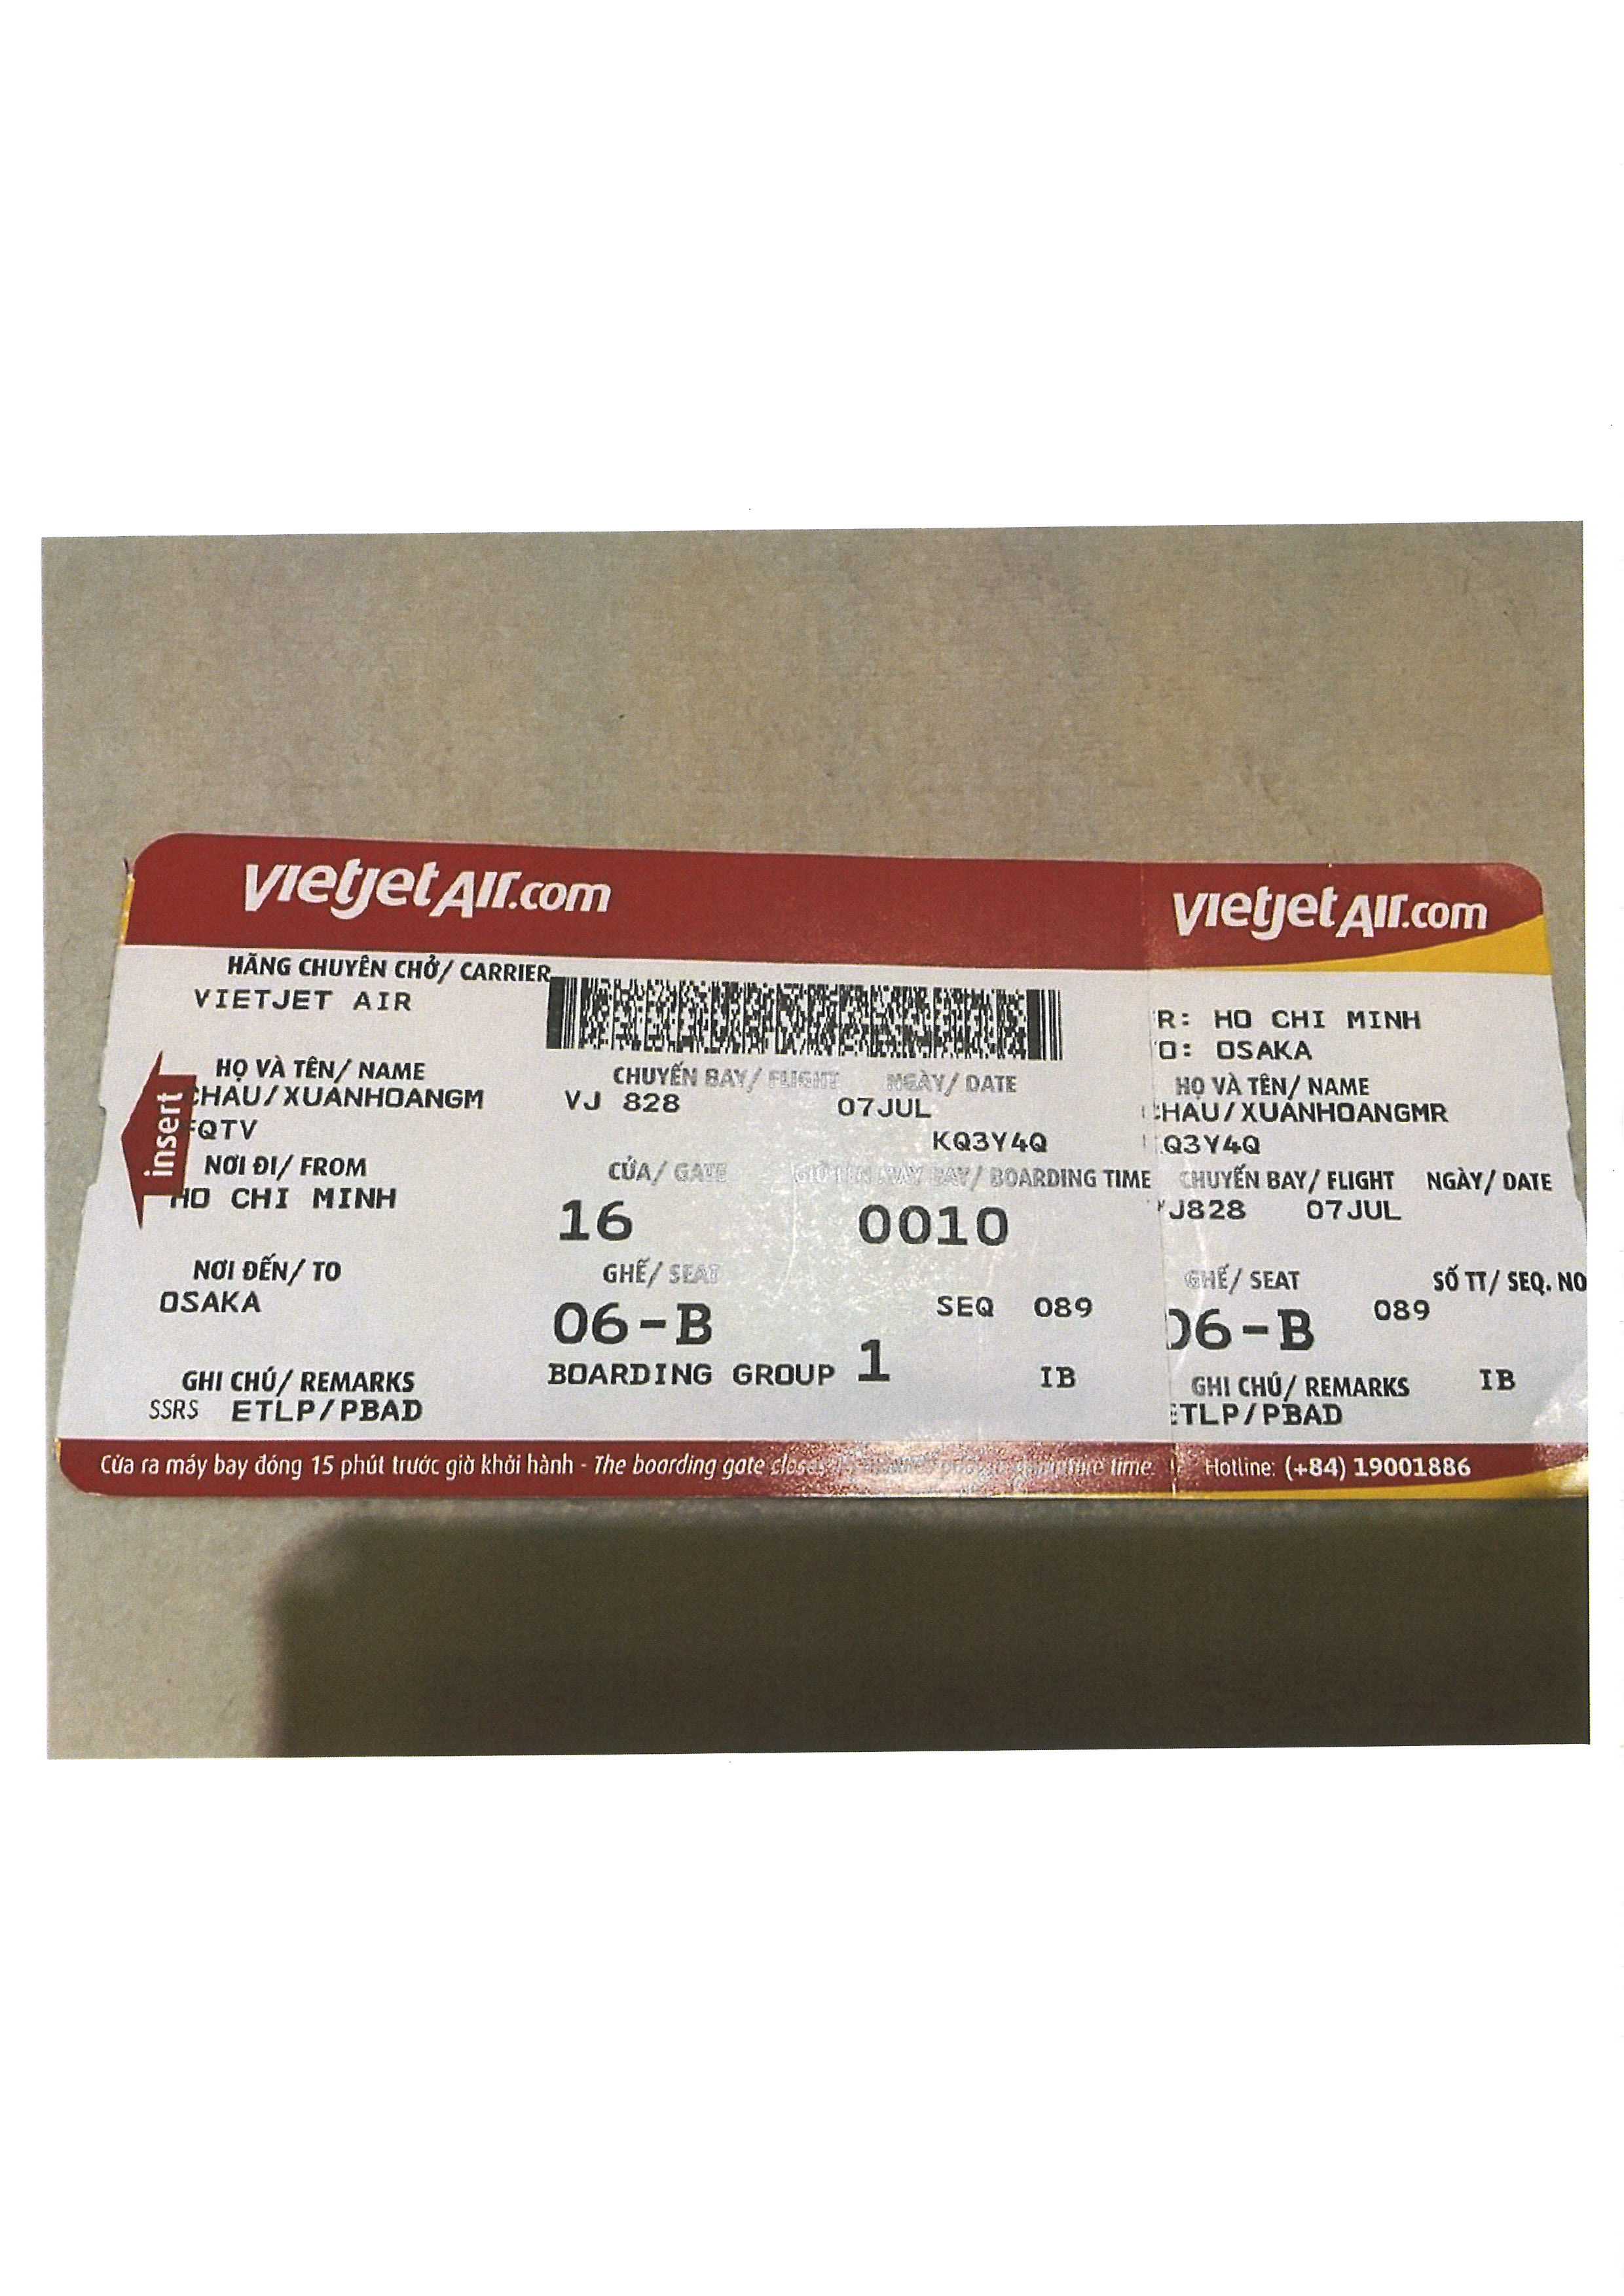 vietjetAir.com
HÃNG CHUYÊN CHỞ/ CARRIER
VIETJET AIR
HỌ VÀ TÊN/ NAME
CHAU/XUANHOANGM
FQTV
insert
NƠI ĐI/ FROM
HO CHI MINH
NƠI ĐẾN/ TO
OSAKA
GHI CHÚ/ REMARKS
SSRS ETLP/PBAD
CHUYẾN BAY/ FLIGHT NGÀY/ DATE
VJ 828 07JUL
KQ3Y4Q
CỬA/ GATE BAY/ BOARDING TIME
16 0010
GHẾ/ SEAT
06-B SEQ 089
BOARDING GROUP 1 IB
Cửa ra máy bay đóng 15 phút trước giờ khởi hành - The boarding gate closes time.
vietjetAir.com
R: HO CHI MINH
O: OSAKA
HỌ VÀ TÊN/ NAME
CHAU/XUANHOANGMR
Q3Y4Q
CHUYẾN BAY/ FLIGHT NGÀY/ DATE
VJ828 07JUL
GHẾ/ SEAT SỐ TT/ SEQ. NO
06-B 089
GHI CHÚ/ REMARKS IB
ETLP/PBAD
Hotline: (+84) 19001886